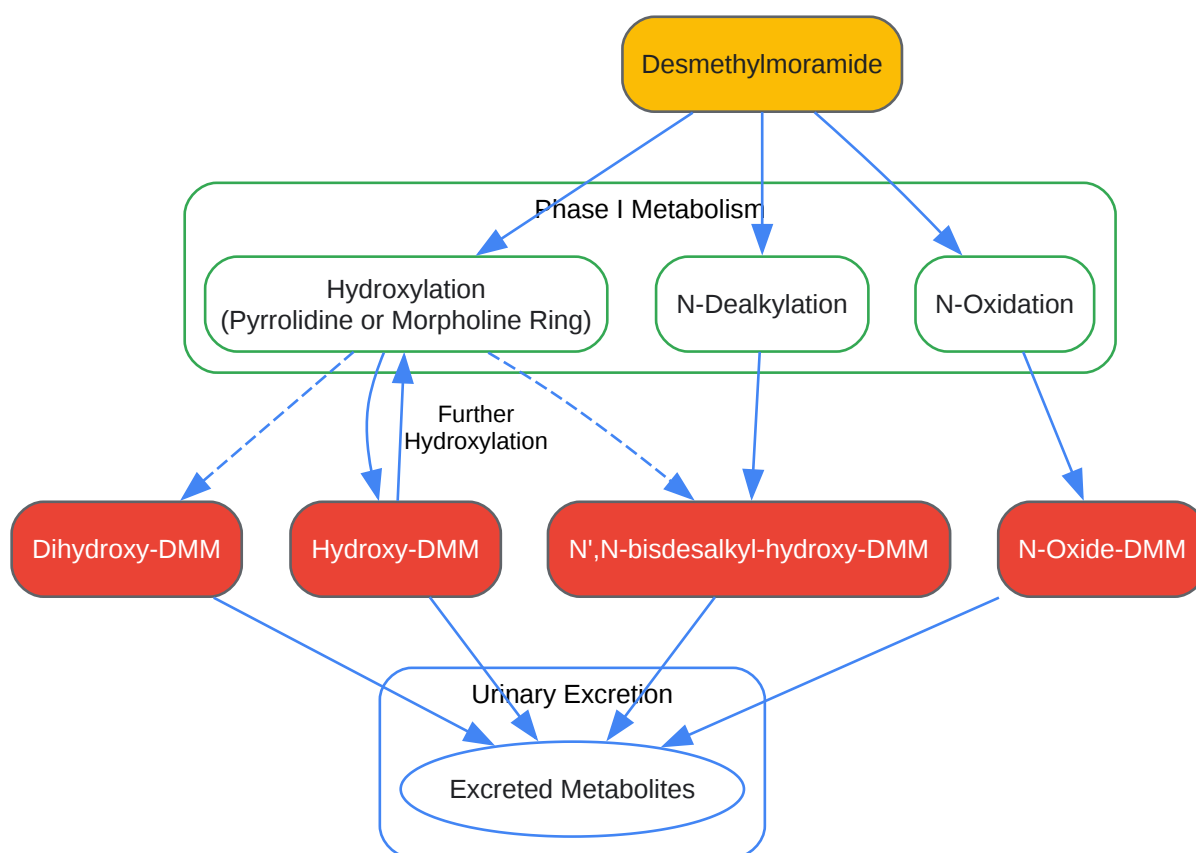 Desmethylmoramide
Phase I Metabolism
Hydroxylation
(Pyrrolidine or Morpholine Ring)
N-Dealkylation
N-Oxidation
Further
Hydroxylation
Dihydroxy-DMM
Hydroxy-DMM
N',N-bisdesalkyl-hydroxy-DMM
N-Oxide-DMM
Urinary Excretion
Excreted Metabolites